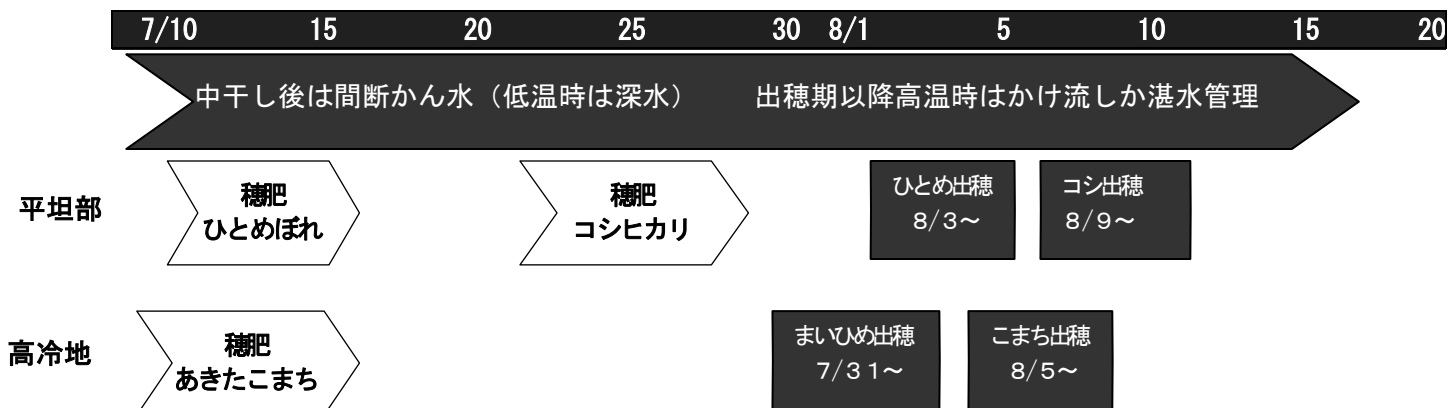 7/10 15 20 25 30 8/1 5 10 15 20
中干し後は間断かん水（低温時は深水） 出穂期以降高温時はかけ流しか湛水管理
平坦部
穂肥
ひとめぼれ
穂肥
コシヒカリ
ひとめ出穂
8/3～
コシ出穂
8/9～
高冷地
穂肥
あきたこまち
まいひめ出穂
7/31～
こまち出穂
8/5～